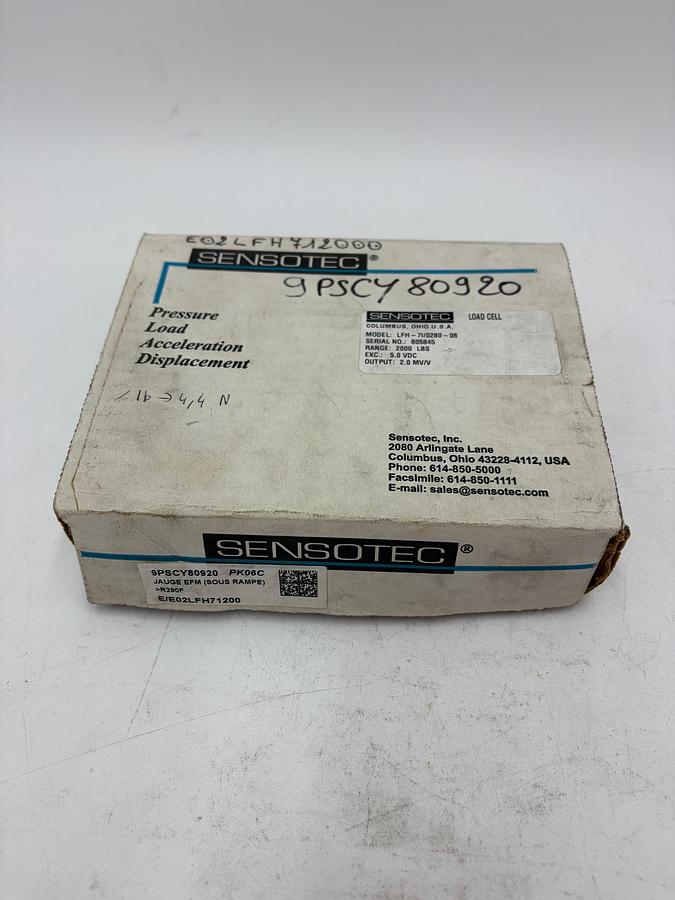 E02LFH712000
SENSOTEC®
9PSCY80920
Pressure
Load
Acceleration
Displacement
SENSOTEC LOAD CELL
COLUMBUS, OHIO U.S.A.
MODEL: LFH-7I/0280-08
SERIAL NO.: 805845
RANGE: 2000 LBS
EXC.: 5.0 VDC
OUTPUT: 2.0 MV/V
1 lb → 4,4 N
Sensotec, Inc.
2080 Arlingate Lane
Columbus, Ohio 43228-4112, USA
Phone: 614-850-5000
Facsimile: 614-850-1111
E-mail: sales@sensotec.com
SENSOTEC®
9PSCY80920 PK06C
JAUGE EFM (SOUS RAMPE)
>R290F
E/E02LFH71200